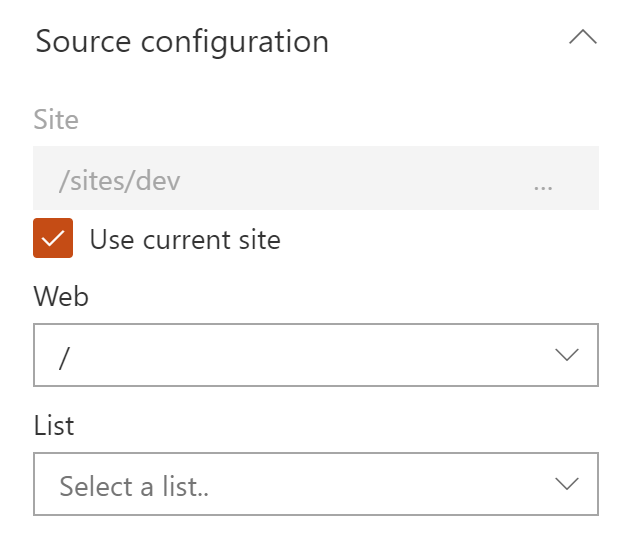 Source configuration
Site
/sites/dev ...
Use current site
Web
/
List
Select a list..